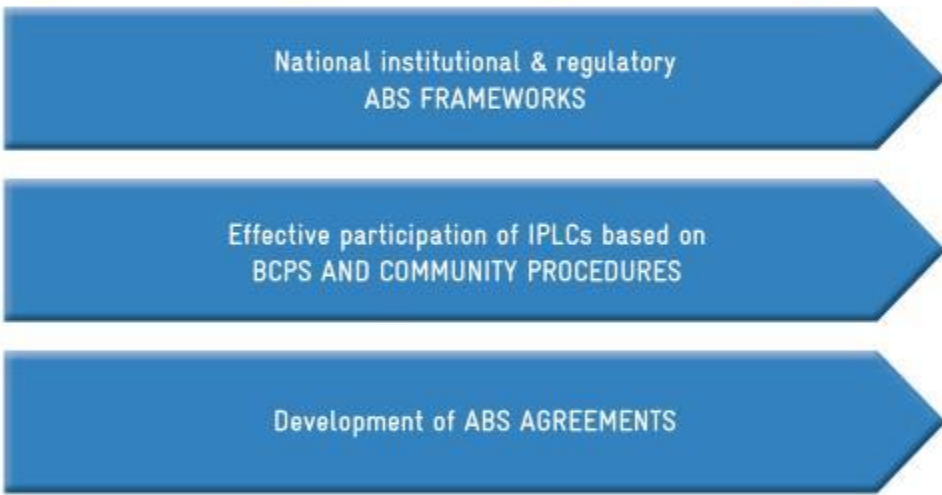 National institutional & regulatory
ABS FRAMEWORKS
Effective participation of IPLCs based on
BCPS AND COMMUNITY PROCEDURES
Development of ABS AGREEMENTS